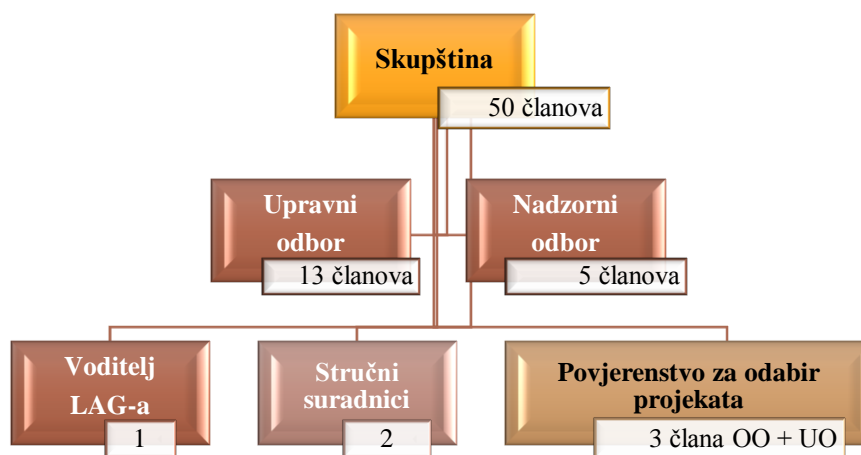 Skupština
50 članova
Upravni
odbor
13 članova
Nadzorni
odbor
5 članova
Voditelj
LAG-a
1
Stručni
suradnici
2
Povjerenstvo za odabir
projekata
3 člana OO + UO